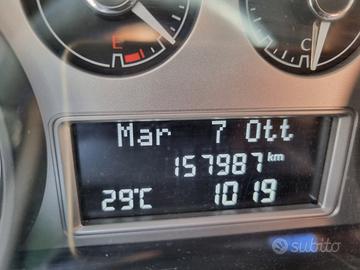 E
C
Mar 7 Ott
157987 km
29°C 10 19
subito